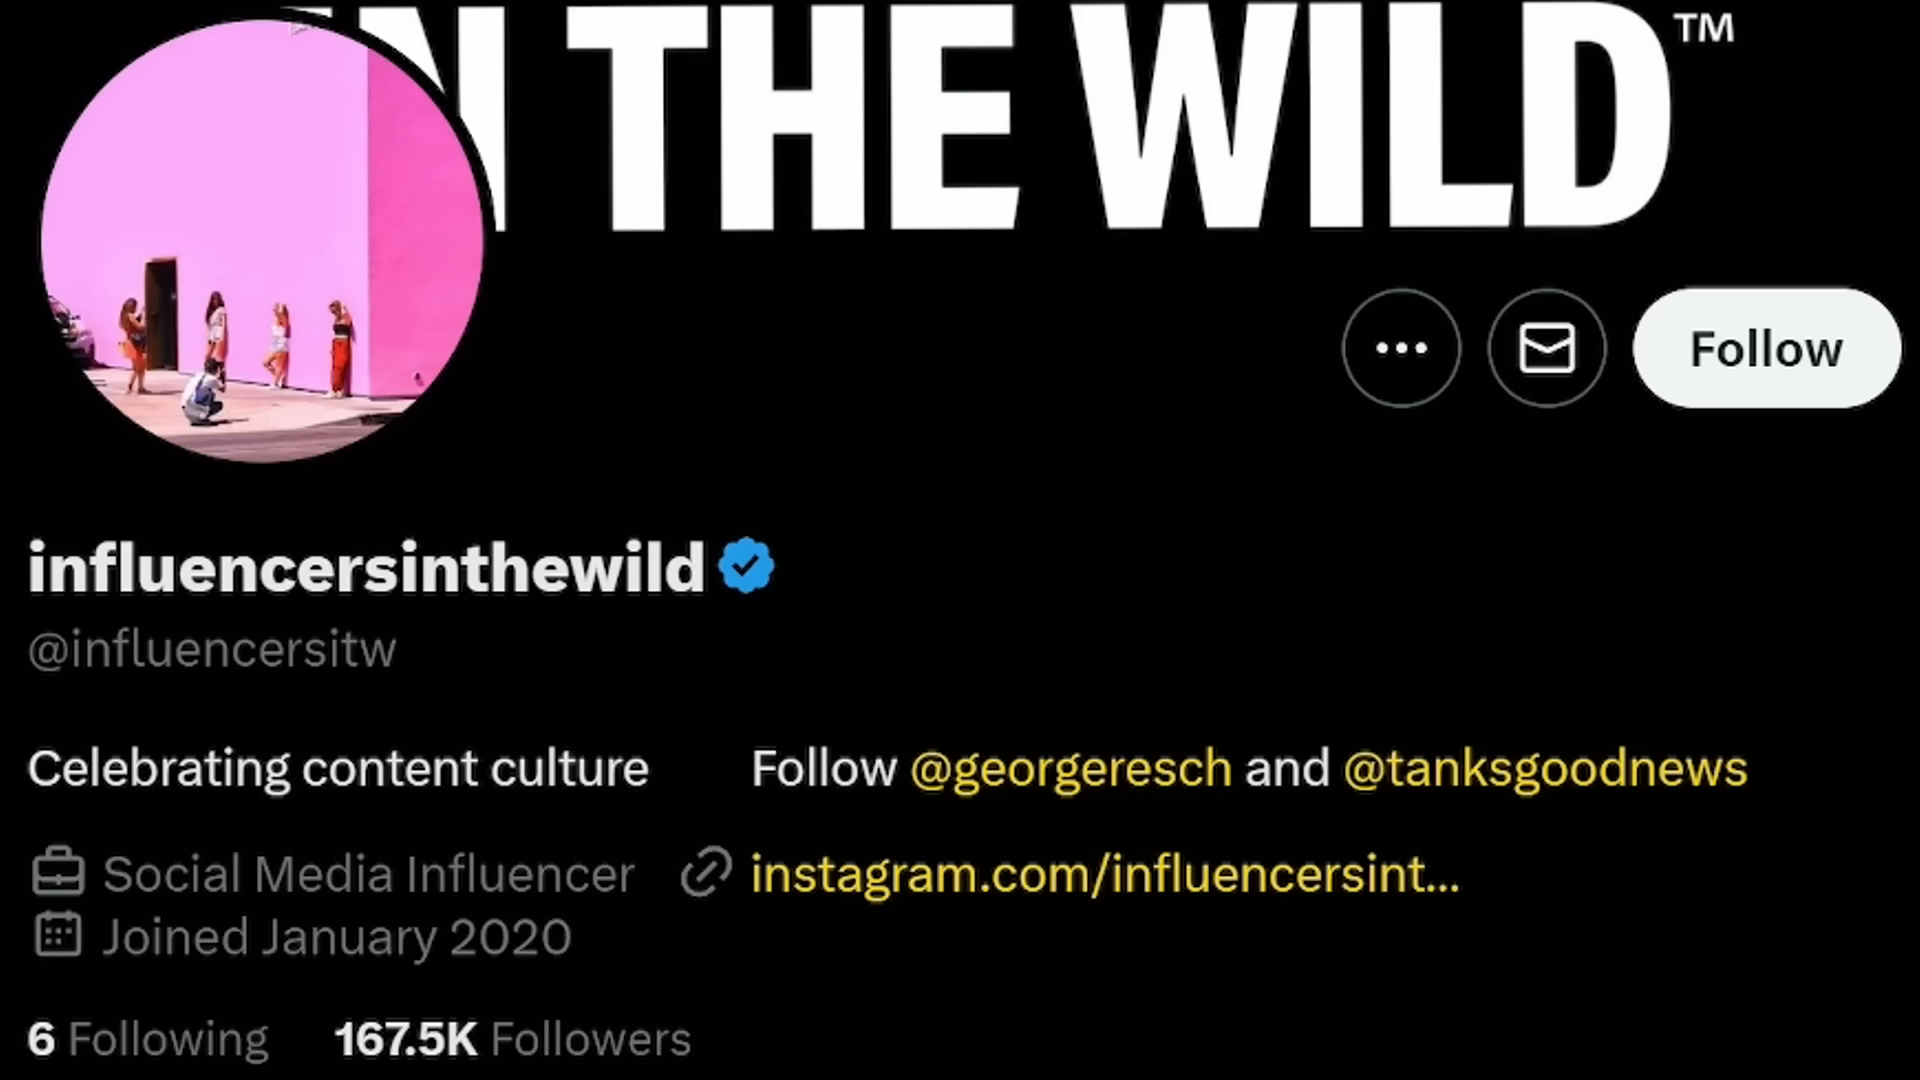 IN THE WILD™
Follow
influencersinthewild
@influencersitw
Celebrating content culture Follow @georgeresch and @tanksgoodnews
Social Media Influencer instagram.com/influencersint...
Joined January 2020
6 Following 167.5K Followers